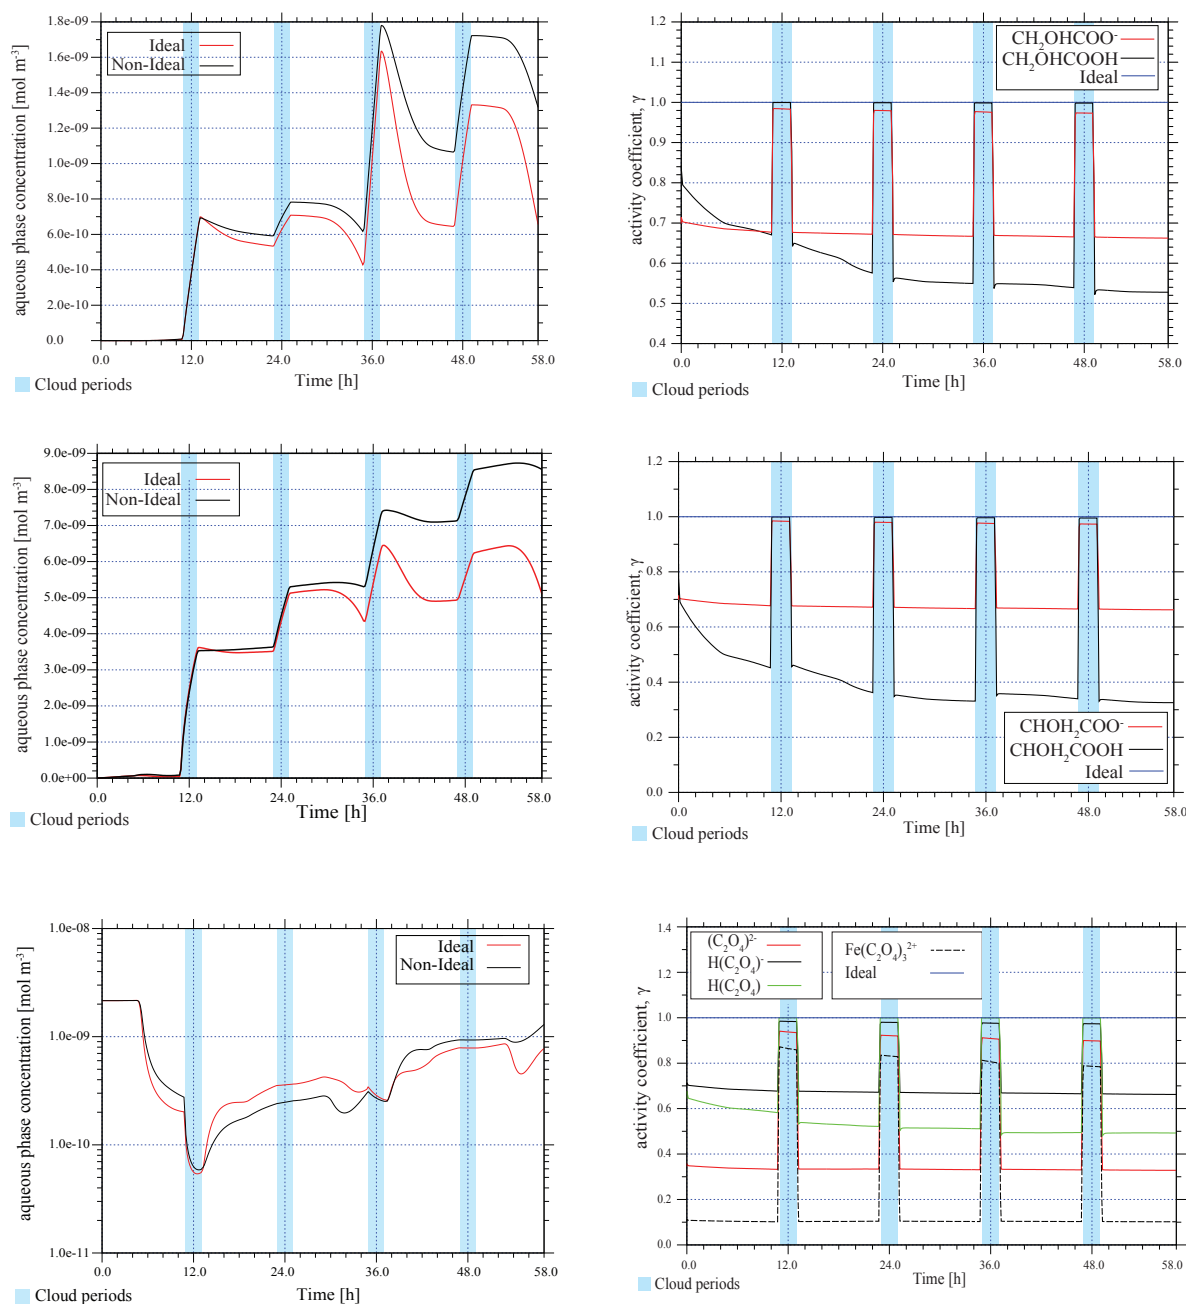 aqueous phase concentration [mol m⁻³]
1.8e-09
1.6e-09
1.4e-09
1.2e-09
1.0e-09
8.0e-10
6.0e-10
4.0e-10
2.0e-10
0.0
Ideal
Non-Ideal
0.0 12.0 24.0 36.0 48.0 58.0
Time [h]
Cloud periods
activity coefficient, γ
1.2
1.1
1.0
0.9
0.8
0.7
0.6
0.5
0.4
CH₂OHCOO⁻
CH₂OHCOOH
Ideal
0.0 12.0 24.0 36.0 48.0 58.0
Time [h]
Cloud periods
aqueous phase concentration [mol m⁻³]
9.0e-09
8.0e-09
7.0e-09
6.0e-09
5.0e-09
4.0e-09
3.0e-09
2.0e-09
1.0e-09
0.0e+00
Ideal
Non-Ideal
0.0 12.0 24.0 36.0 48.0 58.0
Time [h]
Cloud periods
activity coefficient, γ
1.2
1.0
0.8
0.6
0.4
0.2
0.0
CHOH₂COO⁻
CHOH₂COOH
Ideal
0.0 12.0 24.0 36.0 48.0 58.0
Time [h]
Cloud periods
aqueous phase concentration [mol m⁻³]
1.0e-08
1.0e-09
1.0e-10
1.0e-11
Ideal
Non-Ideal
0.0 12.0 24.0 36.0 48.0 58.0
Time [h]
Cloud periods
activity coefficient, γ
1.4
1.2
1.0
0.8
0.6
0.4
0.2
0.0
(C₂O₄)²⁻
H(C₂O₄)⁻
H(C₂O₄)
Fe(C₂O₄)₃²⁺
Ideal
0.0 12.0 24.0 36.0 48.0 58.0
Time [h]
Cloud periods